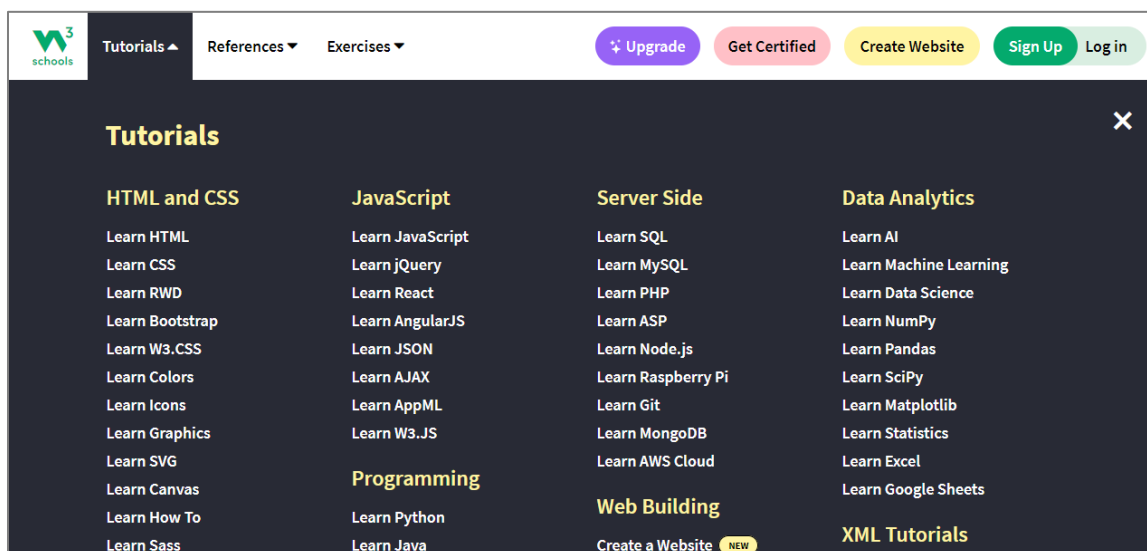 W3
schools
Tutorials
References
Exercises
Upgrade
Get Certified
Create Website
Sign Up
Log in
Tutorials
HTML and CSS
Learn HTML
Learn CSS
Learn RWD
Learn Bootstrap
Learn W3.CSS
Learn Colors
Learn Icons
Learn Graphics
Learn SVG
Learn Canvas
Learn How To
Learn Sass
JavaScript
Learn JavaScript
Learn jQuery
Learn React
Learn AngularJS
Learn JSON
Learn AJAX
Learn AppML
Learn W3.JS
Programming
Learn Python
Learn Java
Server Side
Learn SQL
Learn MySQL
Learn PHP
Learn ASP
Learn Node.js
Learn Raspberry Pi
Learn Git
Learn MongoDB
Learn AWS Cloud
Web Building
Create a Website NEW
Data Analytics
Learn AI
Learn Machine Learning
Learn Data Science
Learn NumPy
Learn Pandas
Learn SciPy
Learn Matplotlib
Learn Statistics
Learn Excel
Learn Google Sheets
XML Tutorials